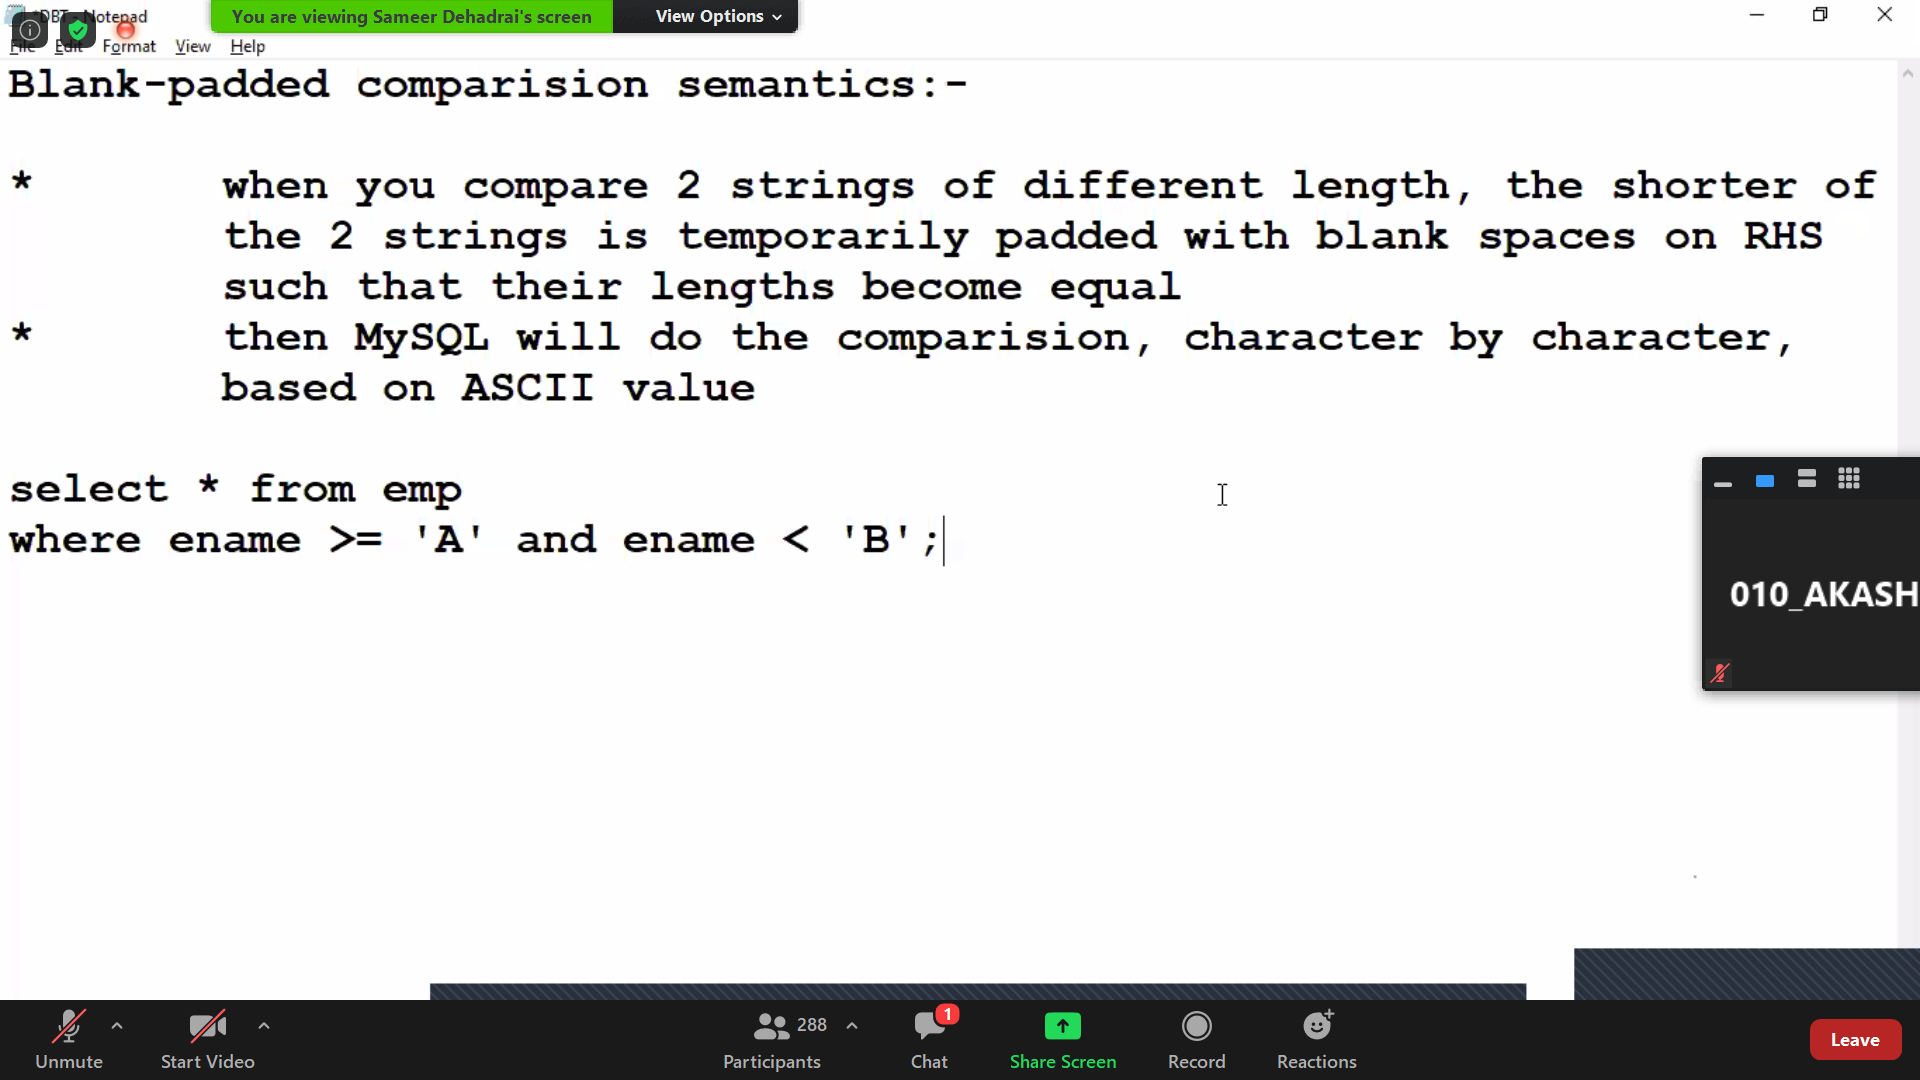 *DBT - Notepad
You are viewing Sameer Dehadrai's screen
View Options
File Edit Format View Help
Blank-padded comparision semantics:-
* when you compare 2 strings of different length, the shorter of
the 2 strings is temporarily padded with blank spaces on RHS
such that their lengths become equal
* then MySQL will do the comparision, character by character,
based on ASCII value
select * from emp
where ename >= 'A' and ename < 'B';
010_AKASH
Unmute
Start Video
288
Participants
1
Chat
Share Screen
Record
Reactions
Leave